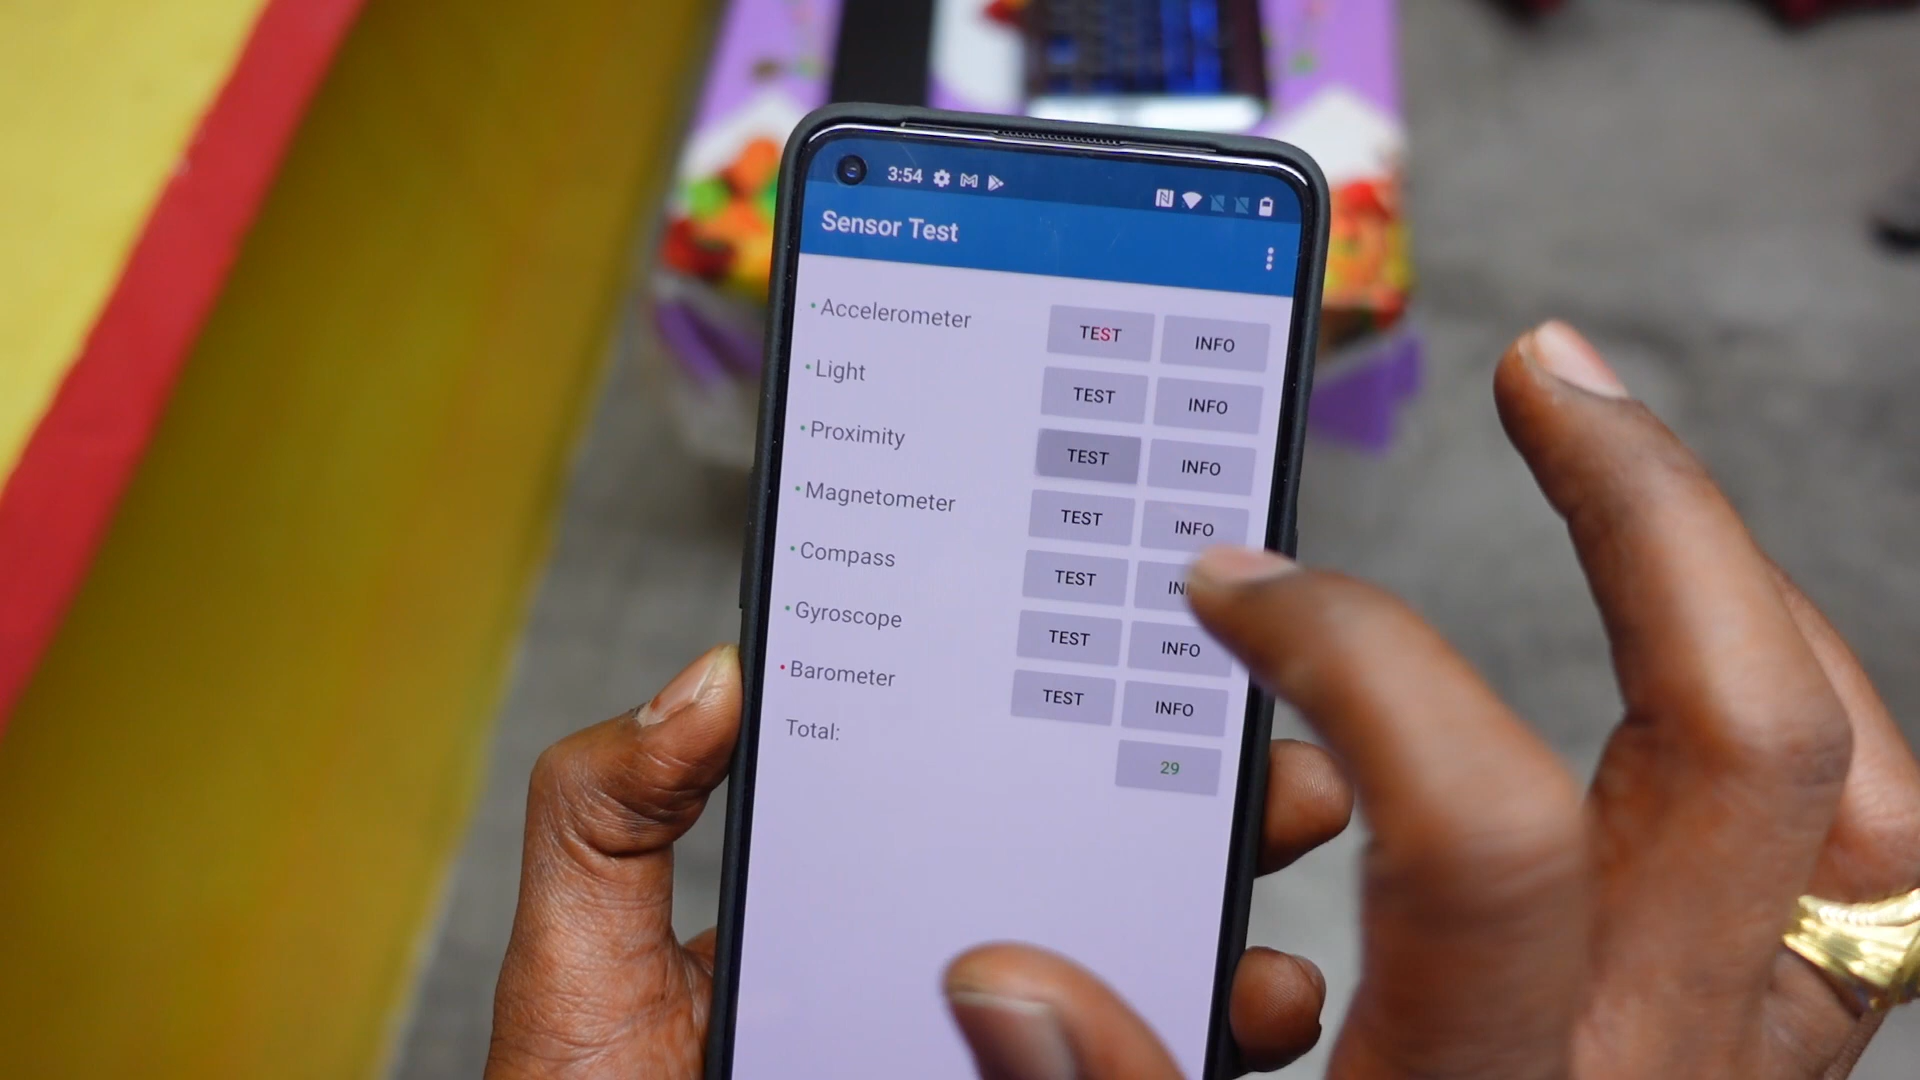 3:54
Sensor Test
Accelerometer TEST INFO
Light TEST INFO
Proximity TEST INFO
Magnetometer TEST INFO
Compass TEST
Gyroscope TEST INFO
Barometer TEST INFO
Total: 29